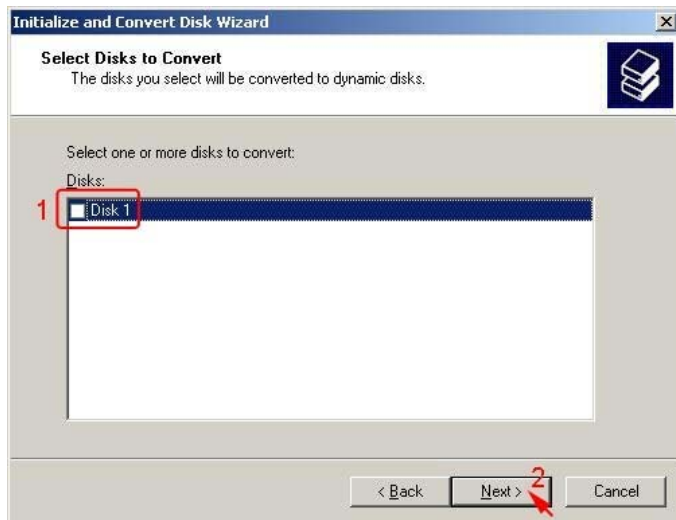 Initialize and Convert Disk Wizard
Select Disks to Convert
The disks you select will be converted to dynamic disks.
Select one or more disks to convert:
Disks:
1 Disk 1
2
< Back Next > Cancel